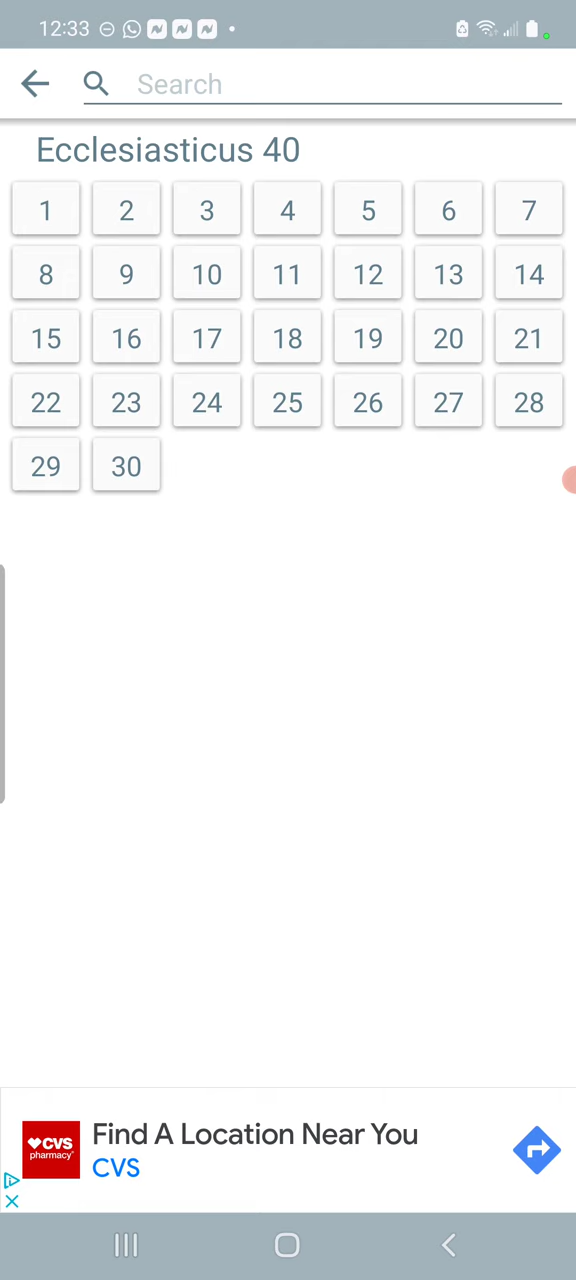 12:33
Search
Ecclesiasticus 40
1 2 3 4 5 6 7
8 9 10 11 12 13 14
15 16 17 18 19 20 21
22 23 24 25 26 27 28
29 30
CVS
pharmacy
Find A Location Near You
CVS